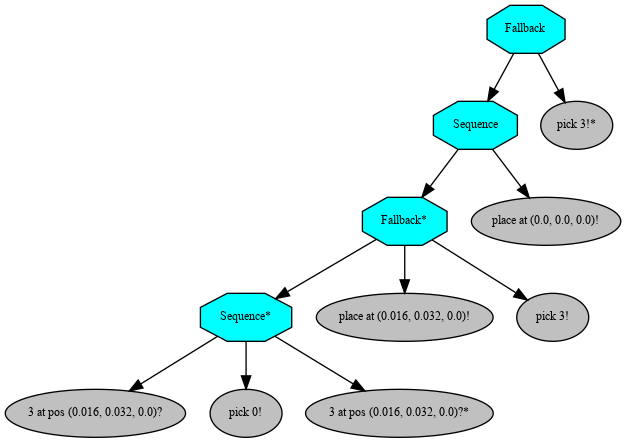 Fallback
Sequence
pick 3!*
Fallback*
place at (0.0, 0.0, 0.0)!
Sequence*
place at (0.016, 0.032, 0.0)!
pick 3!
3 at pos (0.016, 0.032, 0.0)?
pick 0!
3 at pos (0.016, 0.032, 0.0)?*